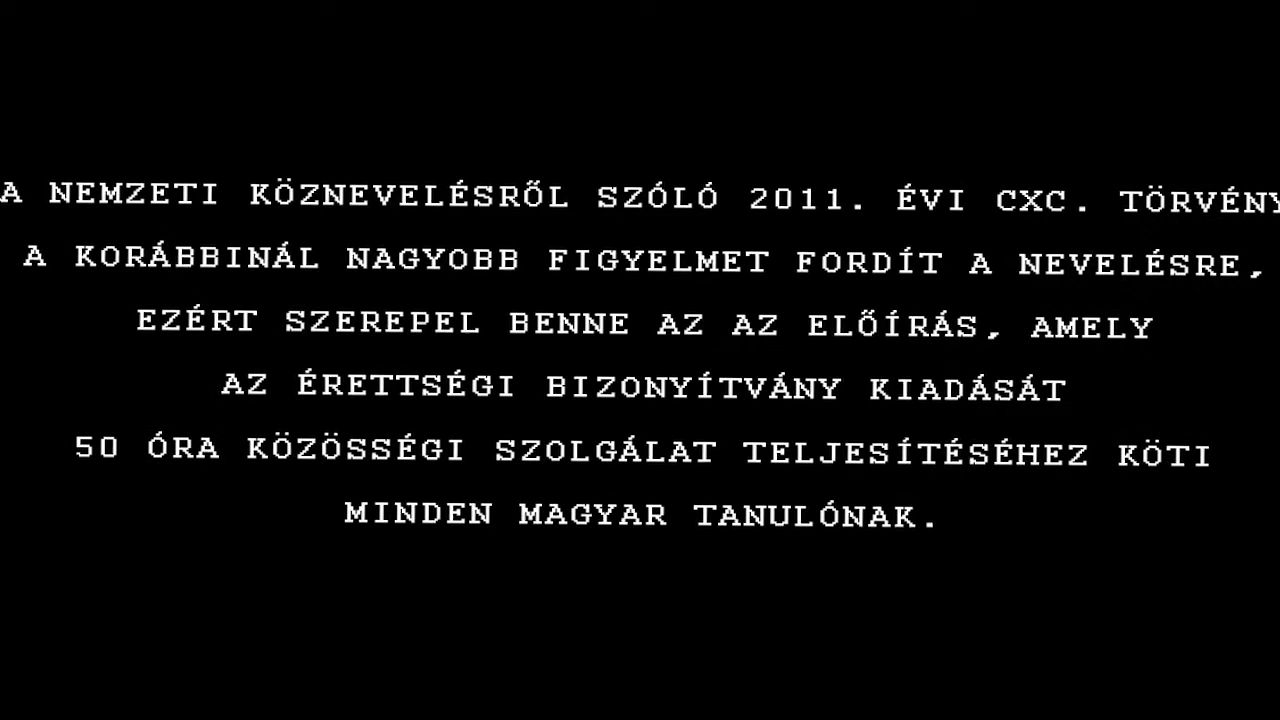 A NEMZETI KÖZNEVELÉSRŐL SZÓLÓ 2011. ÉVI CXC. TÖRVÉNY
A KORÁBBINÁL NAGYOBB FIGYELMET FORDÍT A NEVELÉSRE,
EZÉRT SZEREPEL BENNE AZ AZ ELŐÍRÁS, AMELY
AZ ÉRETTSÉGI BIZONYÍTVÁNY KIADÁSÁT
50 ÓRA KÖZÖSSÉGI SZOLGÁLAT TELJESÍTÉSÉHEZ KÖTI
MINDEN MAGYAR TANULÓNAK.